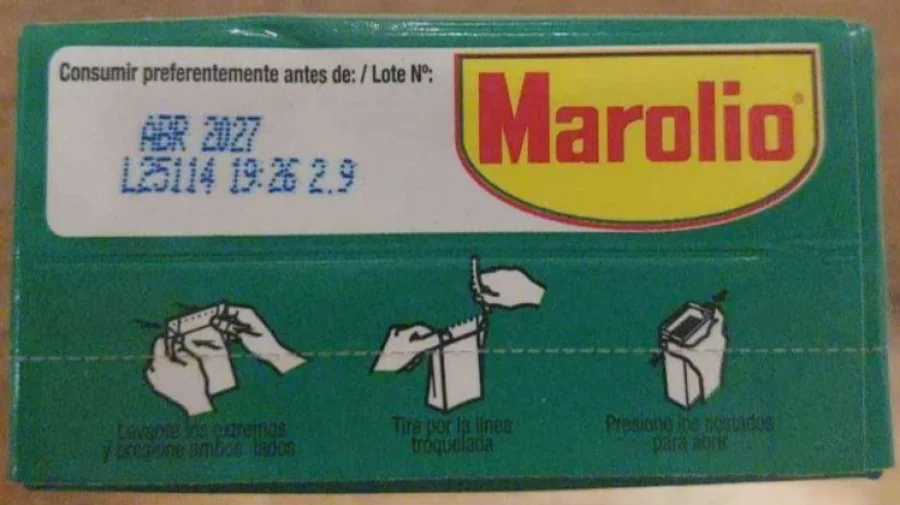 Consumir preferentemente antes de: / Lote Nº:
ABR 2027
L25114 19:26 2.9
Marolio®
Levante los extremos
y presione ambos lados
Tire por la línea
troquelada
Presione los costados
para abrir